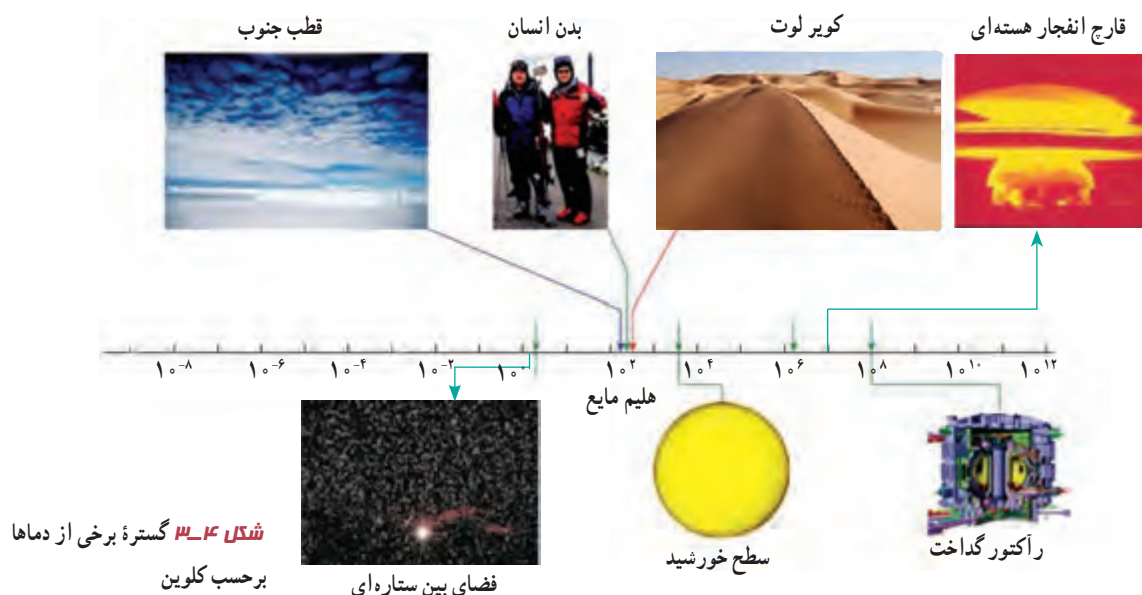 قطب جنوب
بدن انسان
کویر لوت
قارچ انفجار هسته‌ای
۱۰⁻⁸ ۱۰⁻⁶ ۱۰⁻⁴ ۱۰⁻² ۱۰⁰ ۱۰² ۱۰⁴ ۱۰⁶ ۱۰⁸ ۱۰¹⁰ ۱۰¹²
هلیم مایع
فضای بین ستاره‌ای
سطح خورشید
رآکتور گداخت
شکل ۴ــ۳ گسترهٔ برخی از دماها
برحسب کلوین